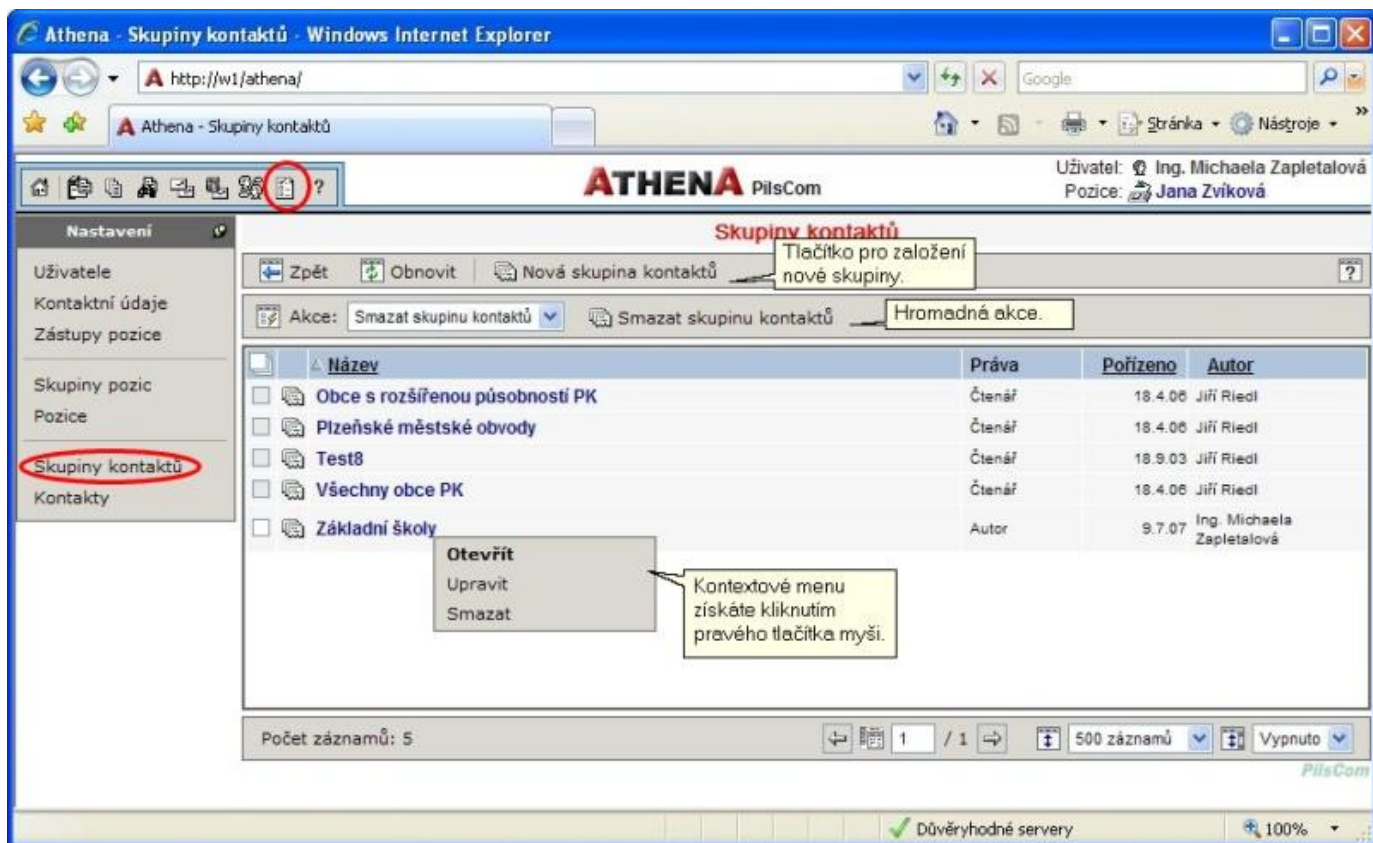 Athena - Skupiny kontaktů - Windows Internet Explorer
http://w1/athena/
Google
Athena - Skupiny kontaktů
Stránka
Nástroje
»
?
ATHENA PilsCom
Uživatel: Ing. Michaela Zapletalová
Pozice: Jana Zvíková
Nastavení
Uživatele
Kontaktní údaje
Zástupy pozice
Skupiny pozic
Pozice
Skupiny kontaktů
Kontakty
Skupiny kontaktů
Zpět Obnovit Nová skupina kontaktů
Tlačítko pro založení
nové skupiny.
?
Akce: Smazat skupinu kontaktů Smazat skupinu kontaktů
Hromadná akce.
Název Práva Pořízeno Autor
Obce s rozšířenou působností PK Čtenář 18.4.06 Jiří Riedl
Plzeňské městské obvody Čtenář 18.4.06 Jiří Riedl
Test8 Čtenář 18.9.03 Jiří Riedl
Všechny obce PK Čtenář 18.4.06 Jiří Riedl
Základní školy Autor 9.7.07 Ing. Michaela
Zapletalová
Otevřít
Upravit
Smazat
Kontextové menu
získáte kliknutím
pravého tlačítka myši.
Počet záznamů: 5
1 / 1
500 záznamů
Vypnuto
PilsCom
Důvěryhodné servery
100%